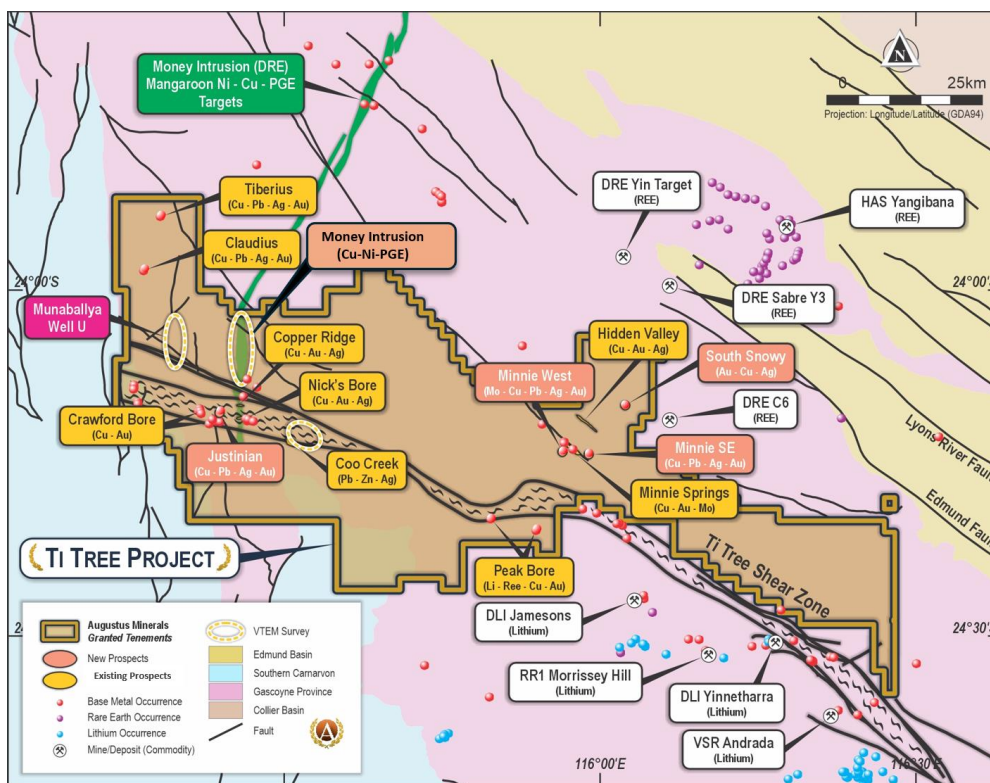 Money Intrusion (DRE)
Mangaroon Ni - Cu - PGE
Targets
N
0 25km
Projection: Longitude/Latitude (GDA94)
Tiberius
(Cu - Pb - Ag - Au)
DRE Yin Target
(REE)
HAS Yangibana
(REE)
Claudius
(Cu - Pb - Ag - Au)
Money Intrusion
(Cu-Ni-PGE)
24°00'S
24°00'
DRE Sabre Y3
(REE)
Munaballya
Well U
Copper Ridge
(Cu - Au - Ag)
Hidden Valley
(Cu - Au - Ag)
South Snowy
(Au - Cu - Ag)
Minnie West
(Mo - Cu - Pb - Ag - Au)
Nick's Bore
(Cu - Au - Ag)
DRE C6
(REE)
Crawford Bore
(Cu - Au)
Justinian
(Cu - Pb - Ag - Au)
Coo Creek
(Pb - Zn - Ag)
Minnie SE
(Cu - Pb - Ag - Au)
Lyons River Fault
Minnie Springs
(Cu - Au - Mo)
Edmund Fau
TI TREE PROJECT
Peak Bore
(Li - Ree - Cu - Au)
Ti Tree Shear Zone
DLI Jamesons
(Lithium)
24°30'
RR1 Morrissey Hill
(Lithium)
DLI Yinnetharra
(Lithium)
VSR Andrada
(Lithium)
116°00'E
116°30'E
Augustus Minerals
Granted Tenements
New Prospects
Existing Prospects
Base Metal Occurrence
Rare Earth Occurrence
Lithium Occurrence
Mine/Deposit (Commodity)
VTEM Survey
Edmund Basin
Southern Carnarvon
Gascoyne Province
Collier Basin
Fault